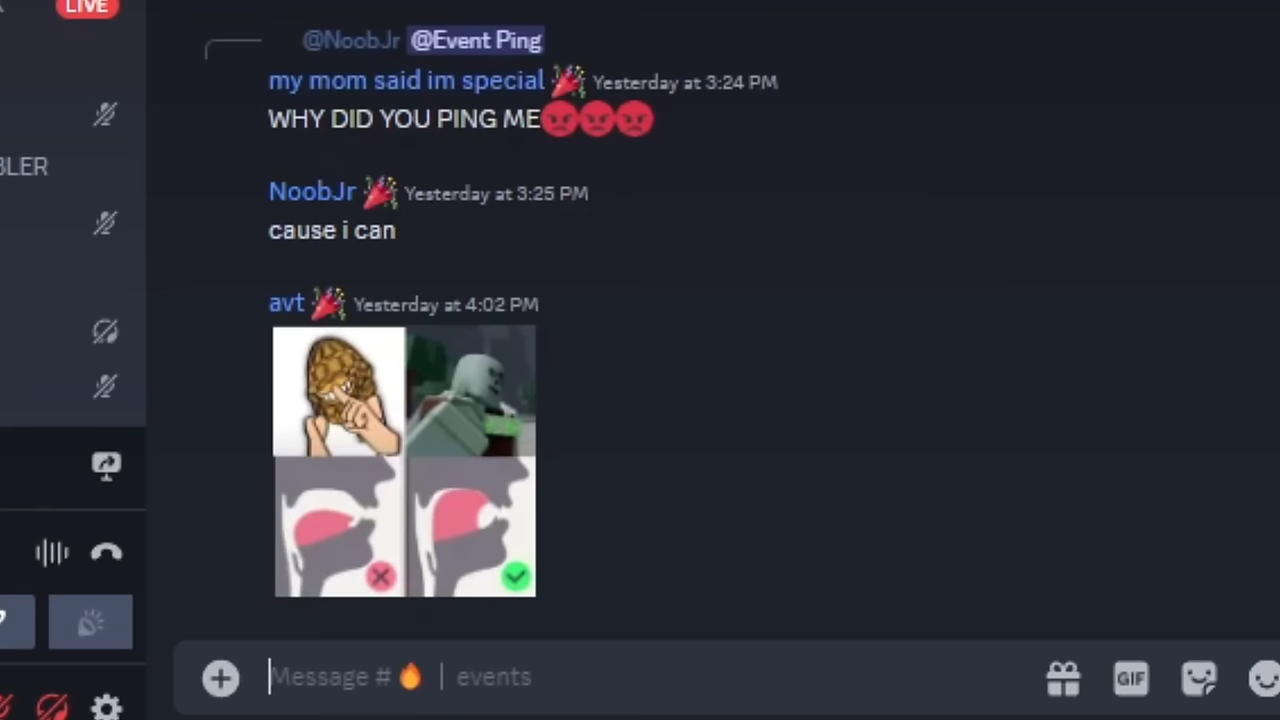 LIVE
@NoobJr @Event Ping
my mom said im special 🎉 Yesterday at 3:24 PM
WHY DID YOU PING ME😡😡😡
BLER
NoobJr 🎉 Yesterday at 3:25 PM
cause i can
avt 🎉 Yesterday at 4:02 PM
Message #🔥 | events
GIF